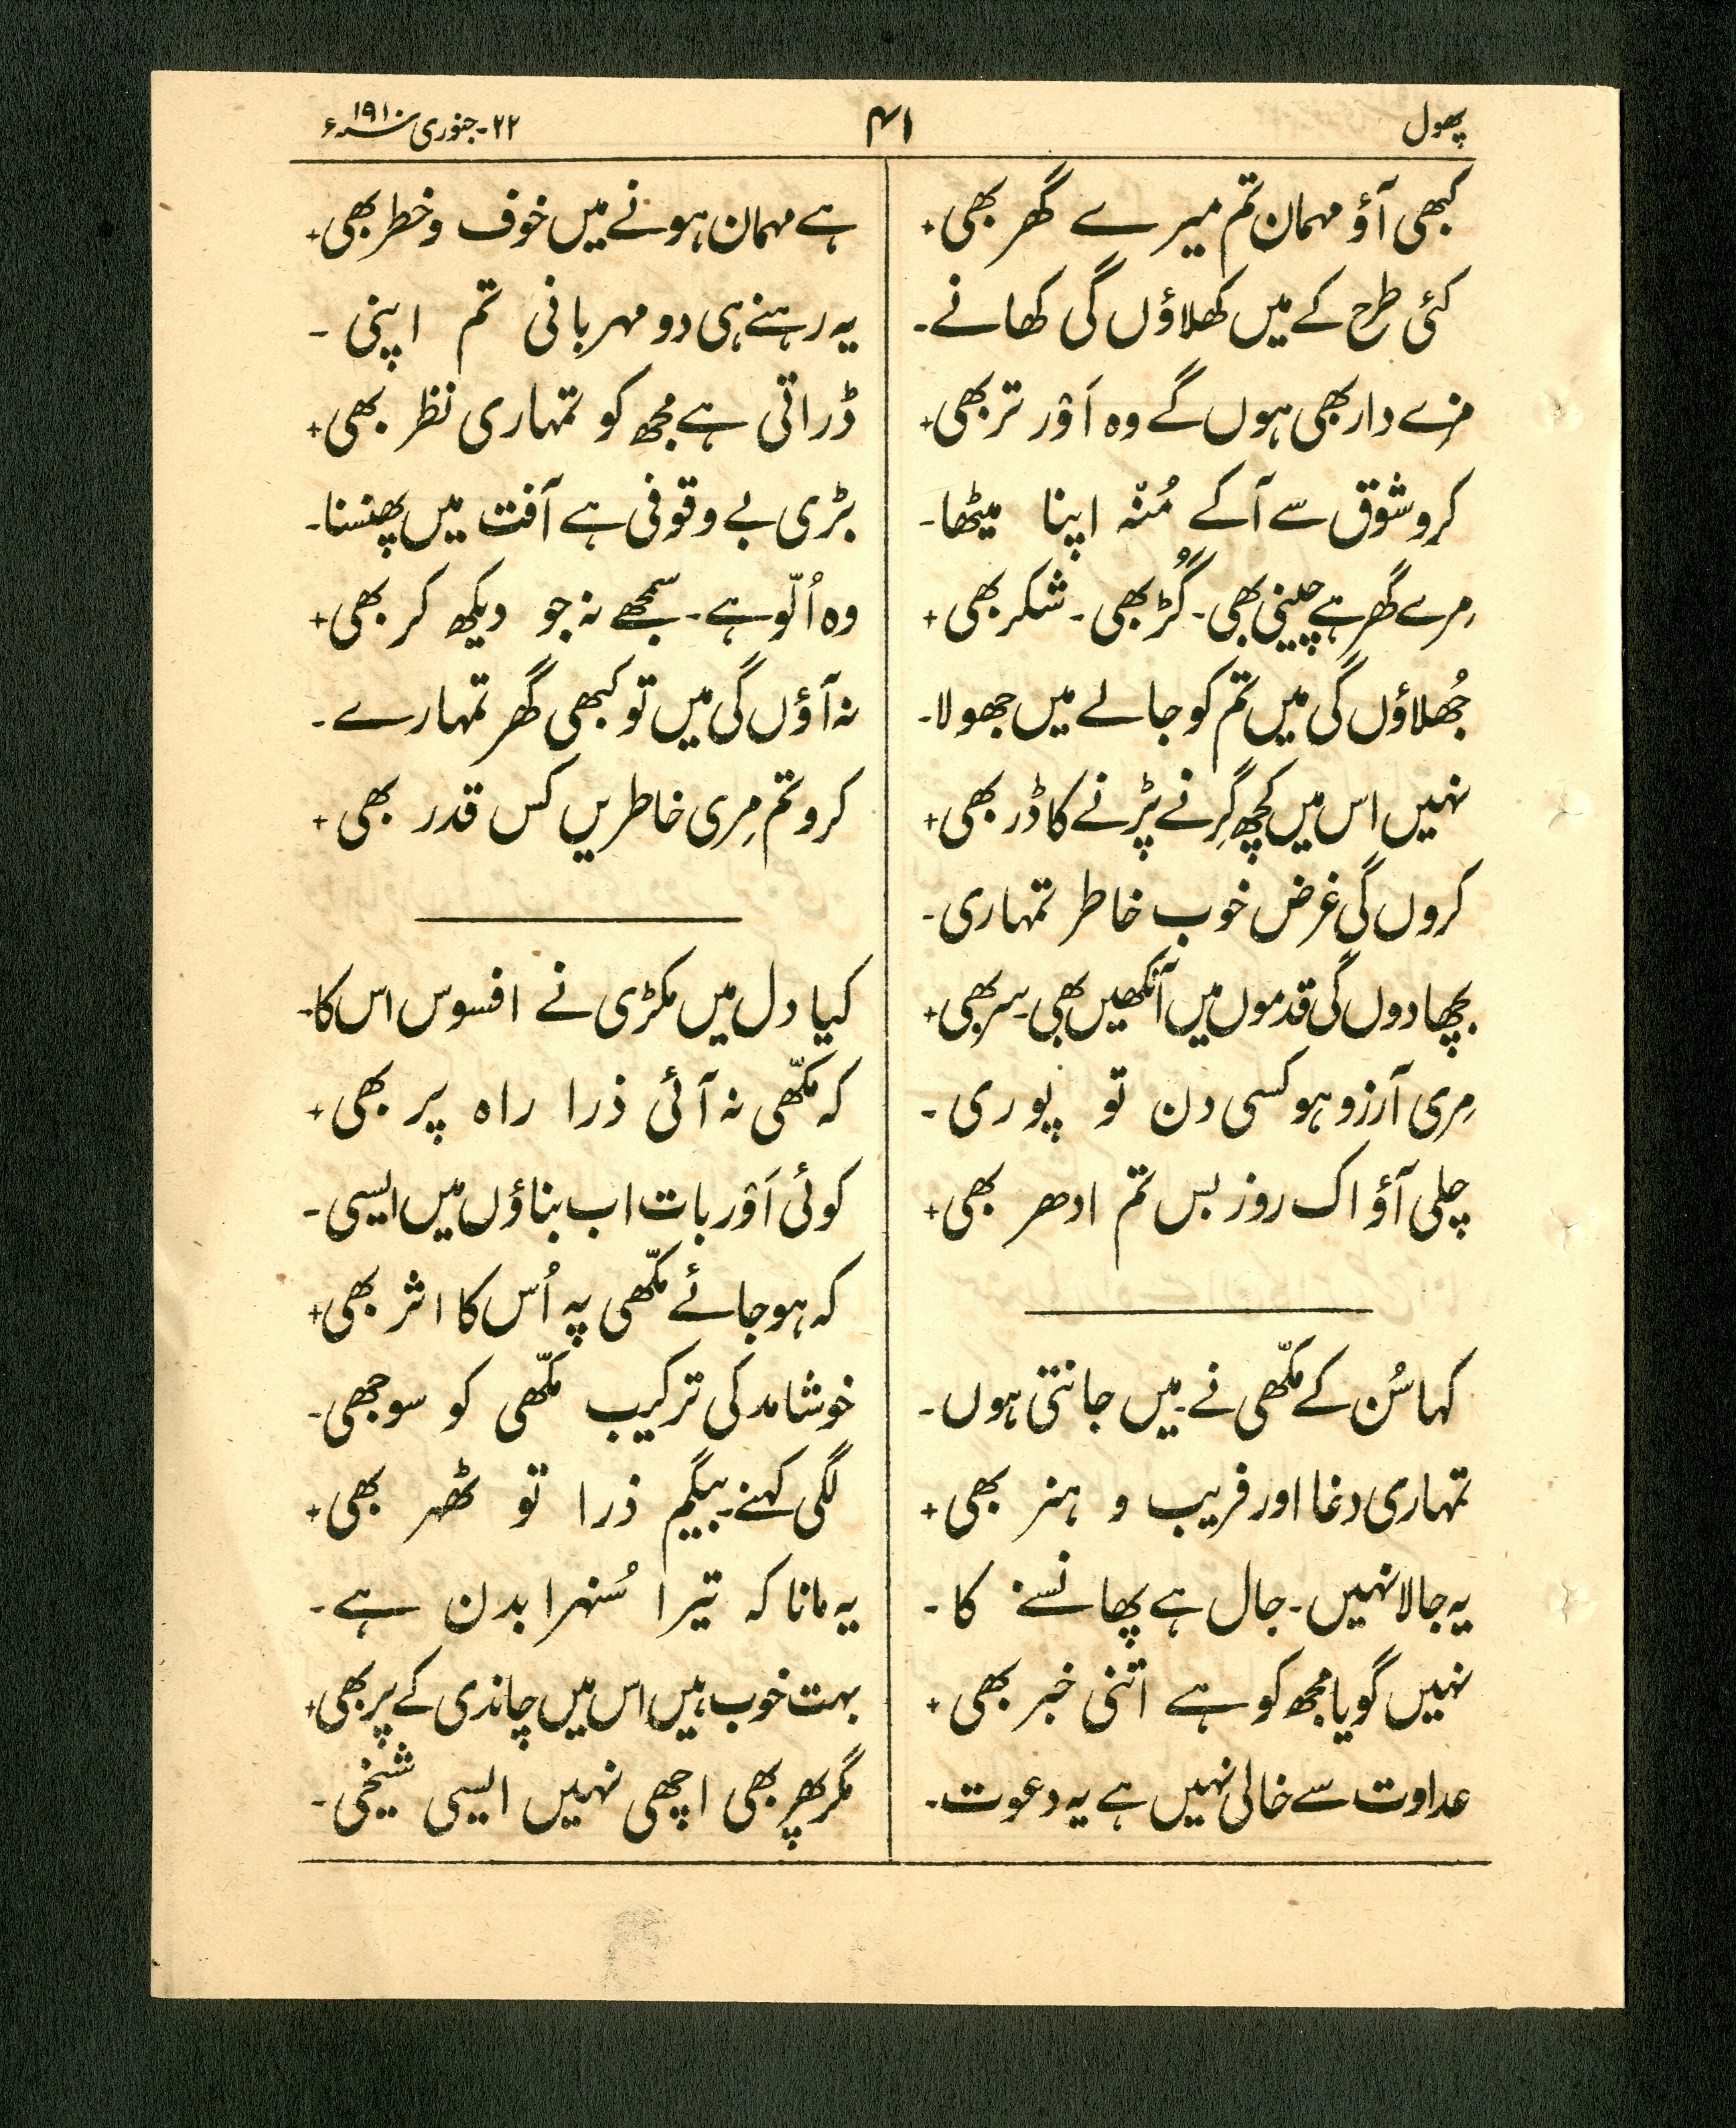 پھول
۴۱
۲۲-جنوری سنہ ۱۹۱۰ء
کبھی آؤ مہمان تم میرے گھر بھی+
کئی طرح کے میں کھلاؤں گی کھانے-
مزے دار بھی ہوں گے وہ اَوْر تر بھی+
کرو شوق سے آکے مُنْہ اپنا میٹھا-
مِرے گھر ہے چینی بھی- گُڑ بھی- شکر بھی+
جُھلاؤں گی میں تم کو جالے میں جھولا-
نہیں اس میں کچھ گِرنے پڑنے کا ڈر بھی+
کروں گی غرض خوب خاطر تمہاری-
بچھا دوں گی قدموں میں آنکھیں بھی- سر بھی+
مِری آرزو ہو کسی دن تو پوری-
چلی آؤ اک روز بس تم ادھر بھی+
کہا سُن کے مکّھی نے- میں جانتی ہوں-
تمہاری دغا اور فریب و ہنر بھی+
یہ جالا نہیں- جال ہے پھانسنے کا-
نہیں گویا مجھ کو ہے اتنی خبر بھی+
عداوت سے خالی نہیں ہے یہ دعوت-
ہے مہمان ہونے میں خوف و خطر بھی+
یہ رہنے ہی دو مہربانی تم اپنی-
ڈراتی ہے مجھ کو تمہاری نظر بھی+
بڑی بے وقوفی ہے آفت میں پھنسنا-
وہ اُلّو ہے- سمجھے نہ جو دیکھ کر بھی+
نہ آؤں گی میں تو کبھی گھر تمہارے-
کرو تم مِری خاطریں کس قدر بھی+
کیا دل میں مکڑی نے افسوس اس کا-
کہ مکّھی نہ آئی ذرا راہ پر بھی+
کوئی اَوْر بات اب بناؤں میں ایسی-
کہ ہو جائے مکّھی پہ اُس کا اثر بھی+
خوشامد کی ترکیب مکّھی کو سوجھی-
لگی کہنے- بیگم ذرا تو ٹھہر بھی+
یہ مانا کہ تیرا سُنہرا بدن ہے-
بہت خوب ہیں اس میں چاندی کے پر بھی+
مگر پھر بھی اچھی نہیں ایسی شیخی-